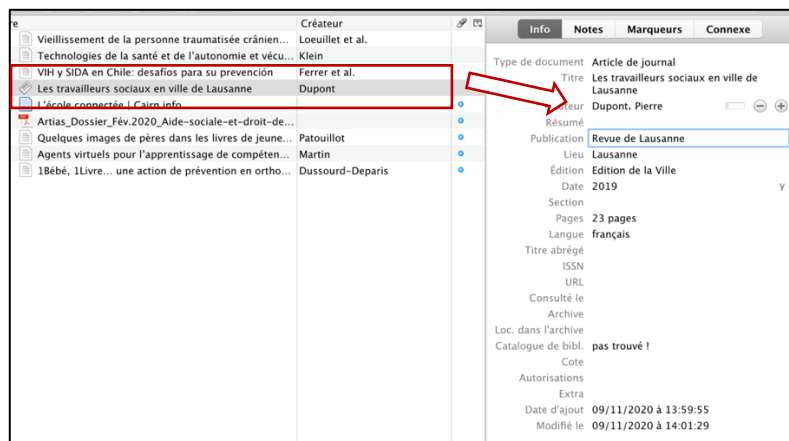 re Créateur
Vieillissement de la personne traumatisée crânien... Loeuillet et al.
Technologies de la santé et de l'autonomie et vécu... Klein
VIH y SIDA en Chile: desafíos para su prevención Ferrer et al.
Les travailleurs sociaux en ville de Lausanne Dupont
L'école connectée | Cairn.info
Artias_Dossier_Fév.2020_Aide-sociale-et-droit-de...
Quelques images de pères dans les livres de jeune... Patouillot
Agents virtuels pour l'apprentissage de compéten... Martin
1Bébé, 1Livre... une action de prévention en ortho... Dussourd-Deparis
Info Notes Marqueurs Connexe
Type de document Article de journal
Titre Les travailleurs sociaux en ville de
Lausanne
teur Dupont, Pierre
Résumé
Publication Revue de Lausanne
Lieu Lausanne
Édition Edition de la Ville
Date 2019 y
Section
Pages 23 pages
Langue français
Titre abrégé
ISSN
URL
Consulté le
Archive
Loc. dans l'archive
Catalogue de bibl. pas trouvé !
Cote
Autorisations
Extra
Date d'ajout 09/11/2020 à 13:59:55
Modifié le 09/11/2020 à 14:01:29